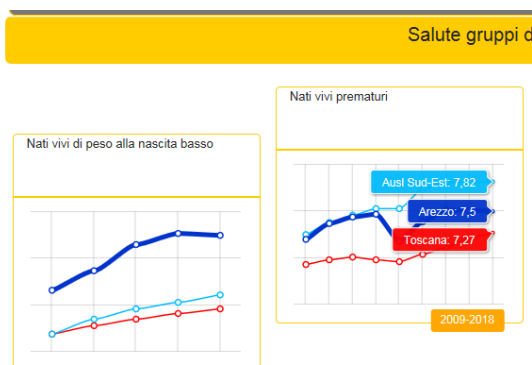 Salute gruppi d
Nati vivi prematuri
Nati vivi di peso alla nascita basso
Ausl Sud-Est: 7,82
Arezzo: 7,5
Toscana: 7,27
2009-2018